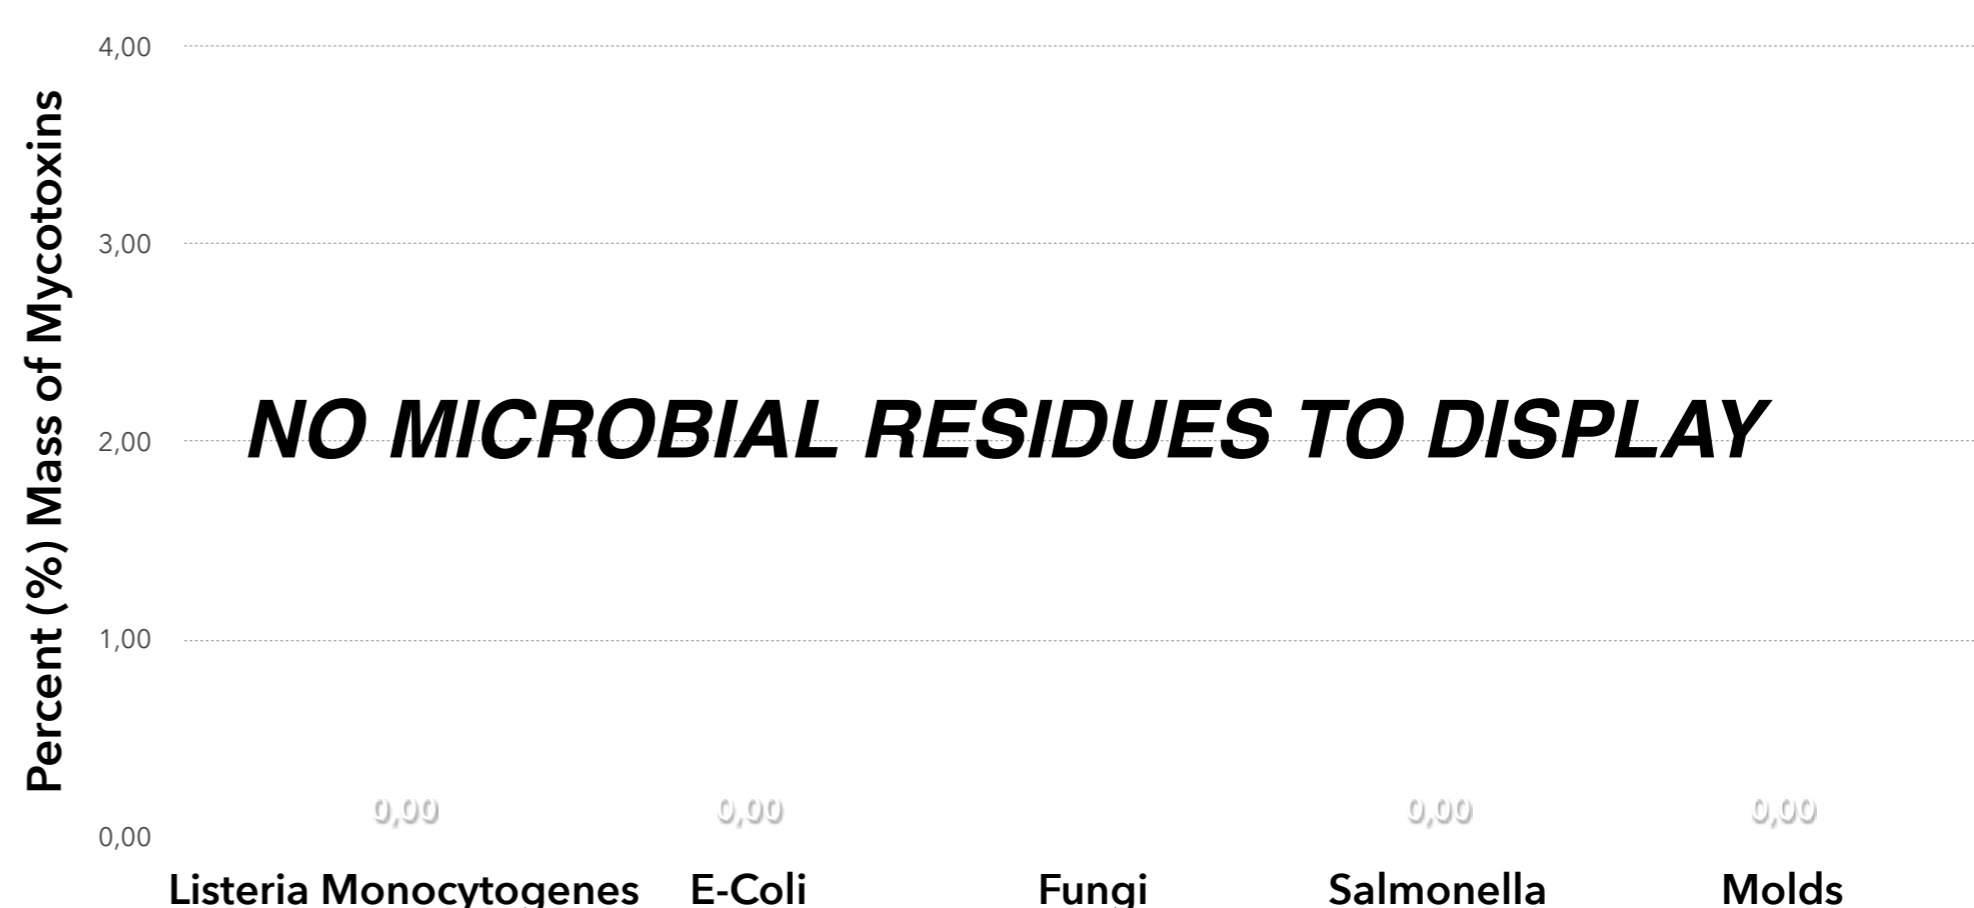 Percent (%) Mass of Mycotoxins
4,00
3,00
2,00
1,00
0,00
NO MICROBIAL RESIDUES TO DISPLAY
0,00
0,00
0,00
0,00
Listeria Monocytogenes
E-Coli
Fungi
Salmonella
Molds